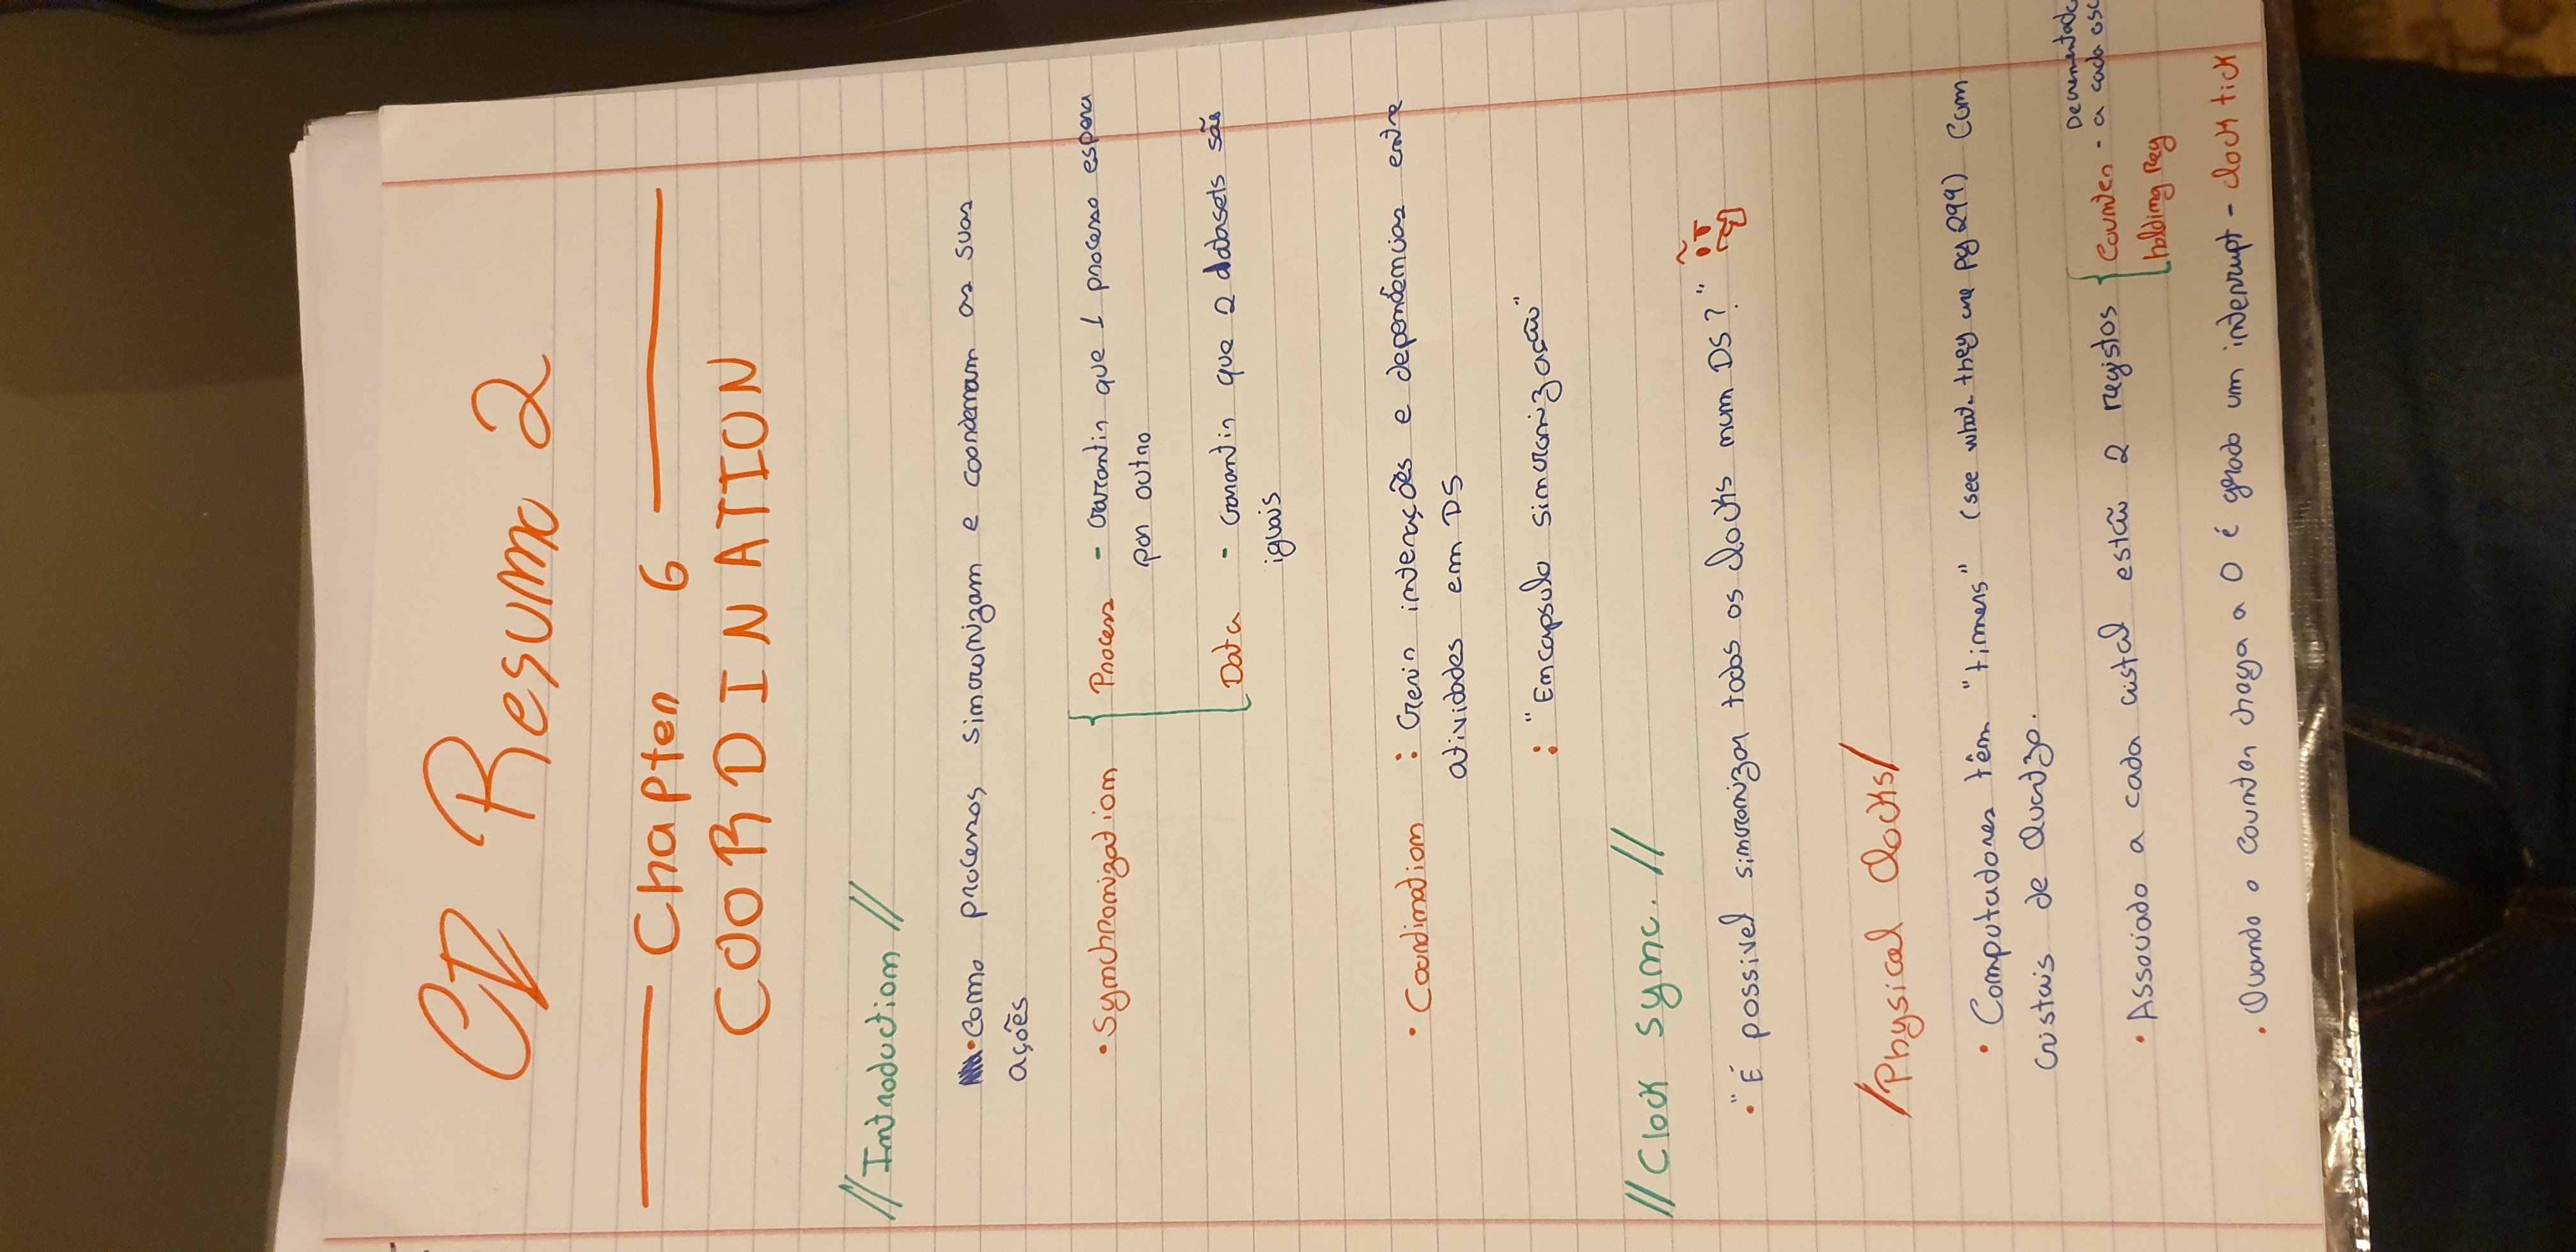 CD Resumo 2
Chapter 6
COORDINATION
// Introduction //
• Como processos sincronizam e coordenam as suas
ações
• Synchronization { Process - Garantir que 1 processo espera
por outro
Data - Garantir que 2 datasets são
iguais
• Coordination : Gerir interações e dependências entre
atividades em DS
: "Encapsula sincronização"
// Clock sync. //
• "É possivel sincronizar todos os clocks num DS?"
/Physical Clocks/
• Computadores têm "timers" (see what they are pg 299) com
cristais de Quartzo.
Decrementado
• Associado a cada cristal estão 2 registos { Counter - a cada osc
holding Reg
• Quando o counter chega a 0 é gerado um interrupt - clock tick